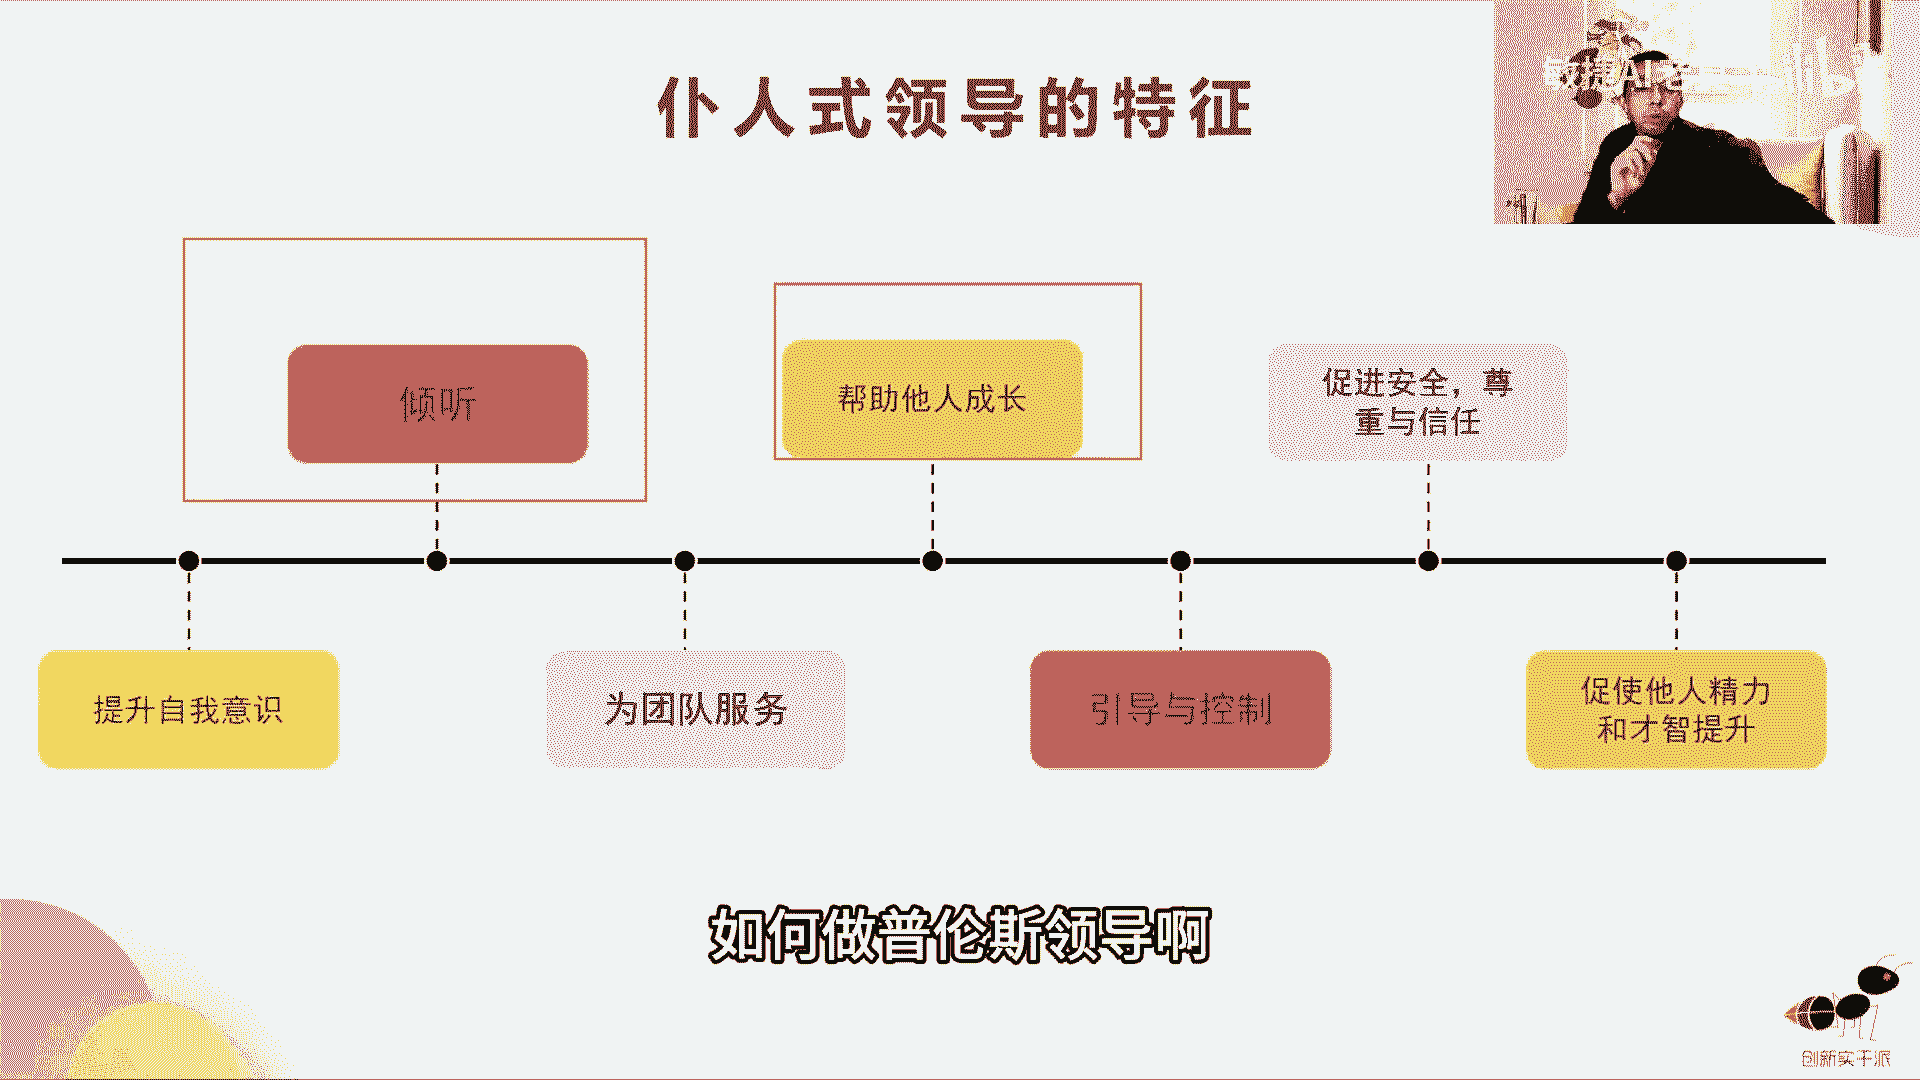 仆人式领导的特征
倾听
帮助他人成长
促进安全，尊
重与信任
提升自我意识
为团队服务
引导与控制
促使他人精力
和才智提升
如何做普伦斯领导啊
创新实干派